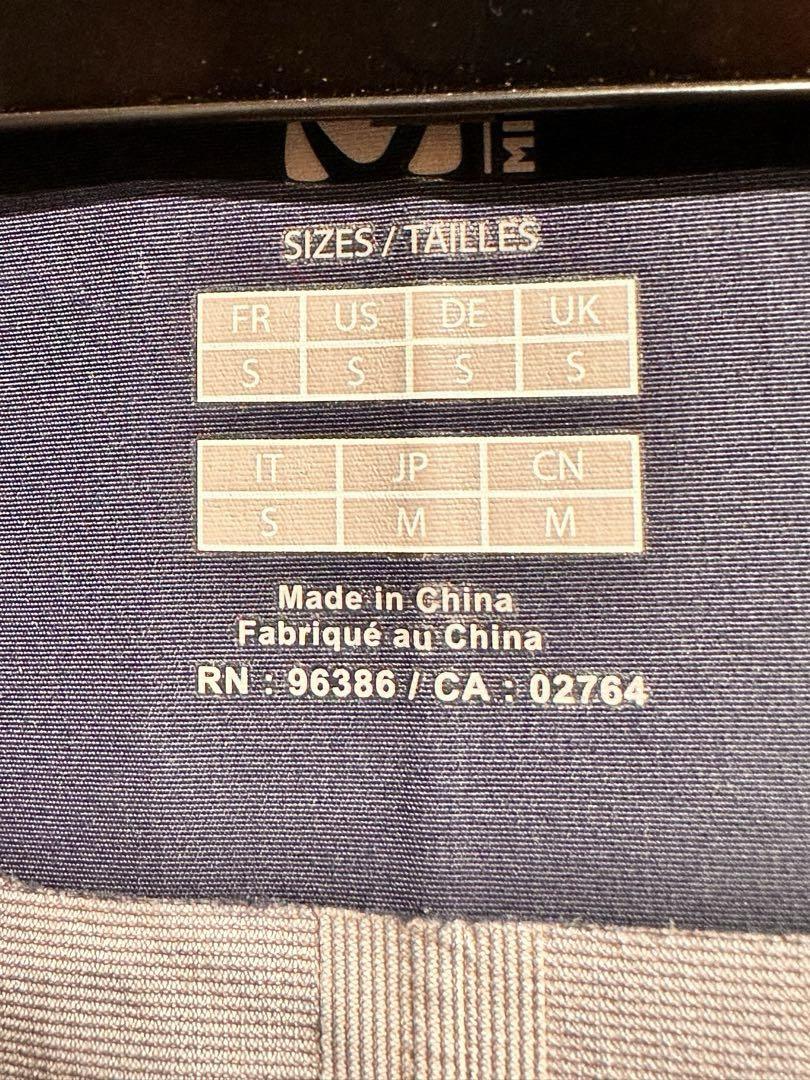 SIZES / TAILLES
FR US DE UK
S S S S
IT JP CN
S M M
Made in China
Fabriqué au China
RN : 96386 / CA : 02764